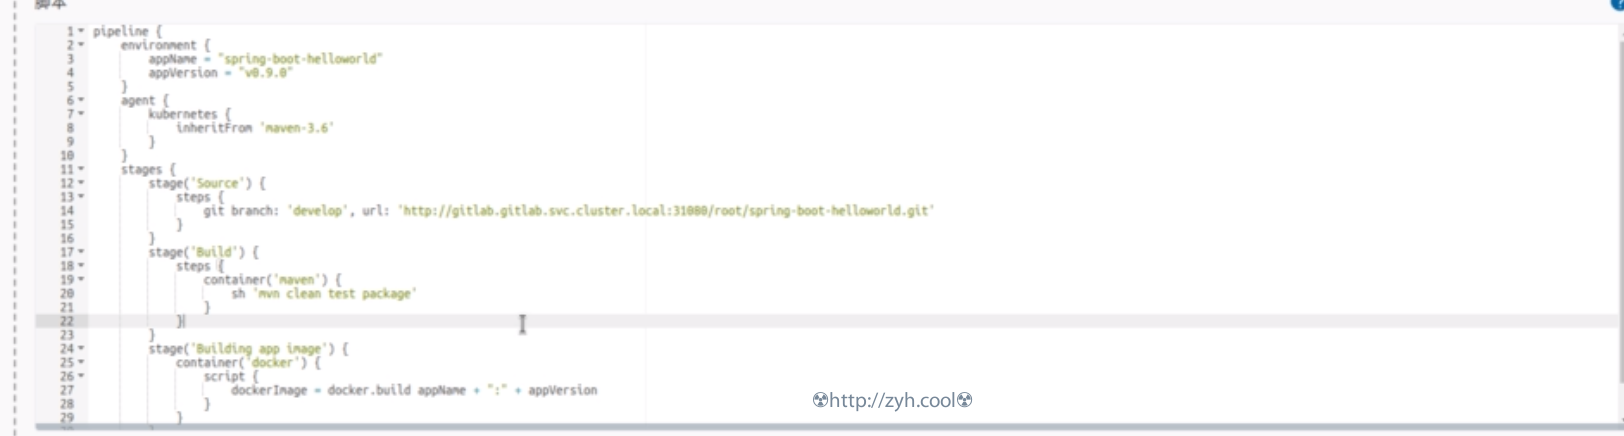 脚本
1 pipeline {
2 environment {
3 appName = "spring-boot-helloworld"
4 appVersion = "v0.9.0"
5 }
6 agent {
7 kubernetes {
8 inheritFrom 'maven-3.6'
9 }
10 }
11 stages {
12 stage('Source') {
13 steps {
14 git branch: 'develop', url: 'http://gitlab.gitlab.svc.cluster.local:31080/root/spring-boot-helloworld.git'
15 }
16 }
17 stage('Build') {
18 steps {
19 container('maven') {
20 sh 'mvn clean test package'
21 }
22 }
23 }
24 stage('Building app image') {
25 container('docker') {
26 script {
27 dockerImage = docker.build appName + ":" + appVersion
28 }
29 }
☢http://zyh.cool☢